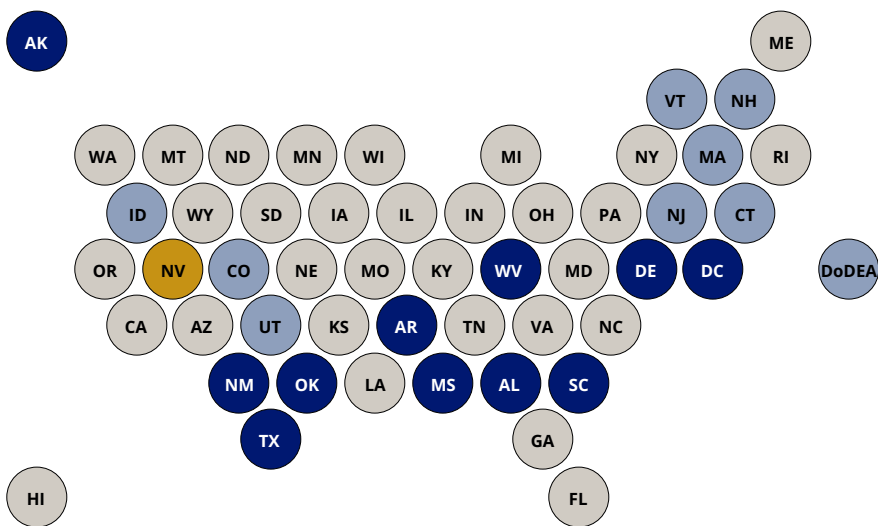 AK ME
VT NH
WA MT ND MN WI MI NY MA RI
ID WY SD IA IL IN OH PA NJ CT
OR NV CO NE MO KY WV MD DE DC DoDEA
CA AZ UT KS AR TN VA NC
NM OK LA MS AL SC
TX GA
HI FL